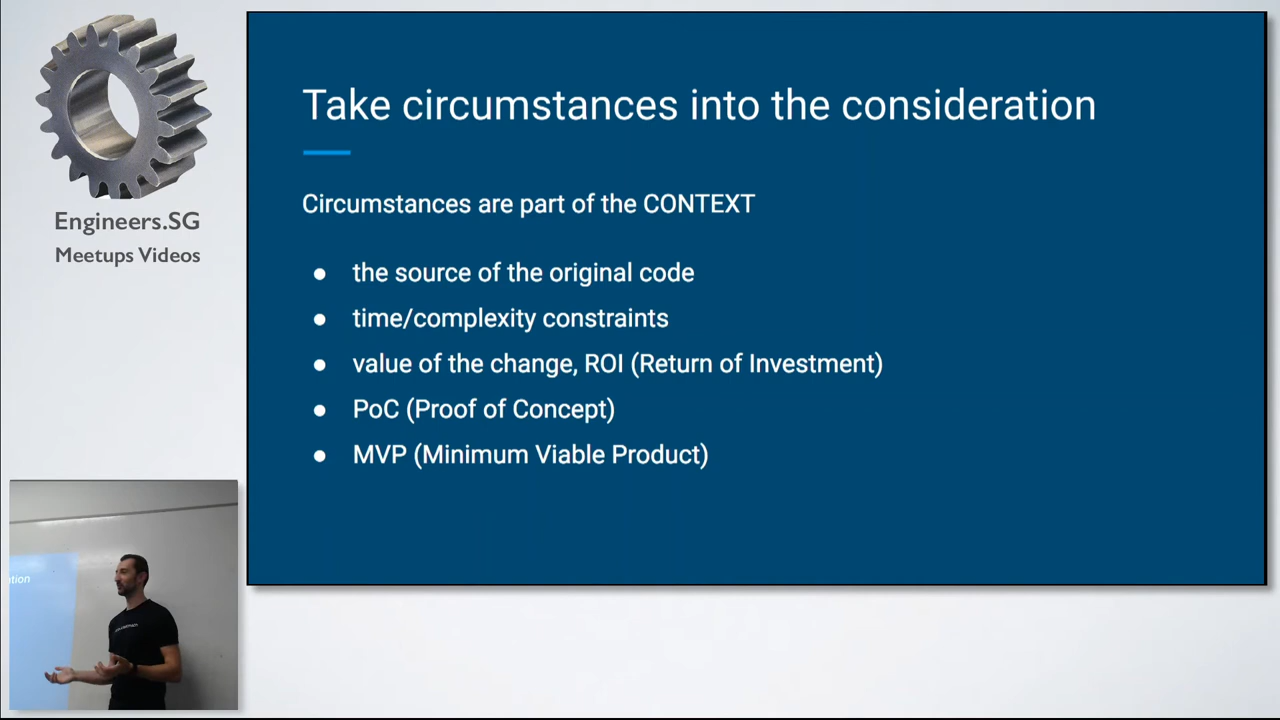 Take circumstances into the consideration
Circumstances are part of the CONTEXT
● the source of the original code
● time/complexity constraints
● value of the change, ROI (Return of Investment)
● PoC (Proof of Concept)
● MVP (Minimum Viable Product)
Engineers.SG
Meetups Videos